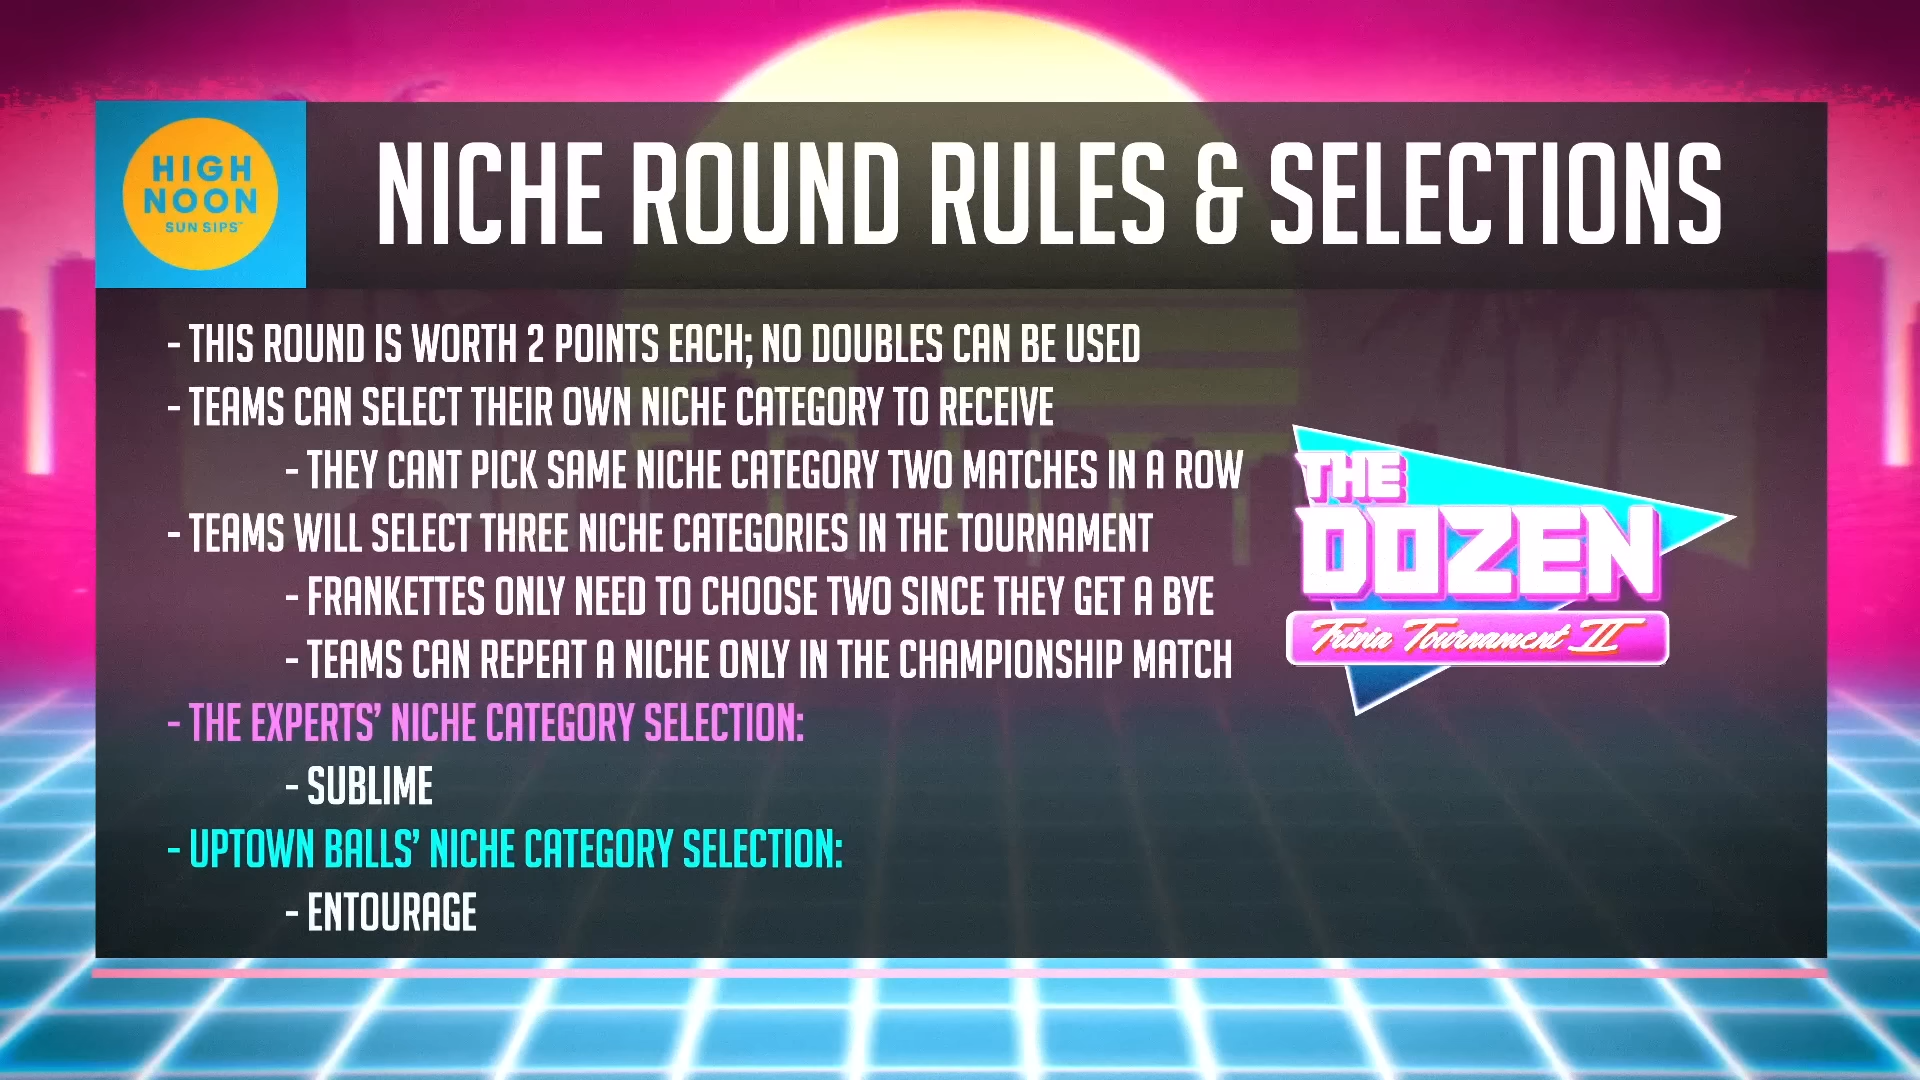 HIGH
NOON
SUN SIPS™
NICHE ROUND RULES & SELECTIONS
- THIS ROUND IS WORTH 2 POINTS EACH; NO DOUBLES CAN BE USED
- TEAMS CAN SELECT THEIR OWN NICHE CATEGORY TO RECEIVE
- THEY CANT PICK SAME NICHE CATEGORY TWO MATCHES IN A ROW
- TEAMS WILL SELECT THREE NICHE CATEGORIES IN THE TOURNAMENT
- FRANKETTES ONLY NEED TO CHOOSE TWO SINCE THEY GET A BYE
- TEAMS CAN REPEAT A NICHE ONLY IN THE CHAMPIONSHIP MATCH
- THE EXPERTS’ NICHE CATEGORY SELECTION:
- SUBLIME
- UPTOWN BALLS’ NICHE CATEGORY SELECTION:
- ENTOURAGE
THE
DOZEN
Trivia Tournament II